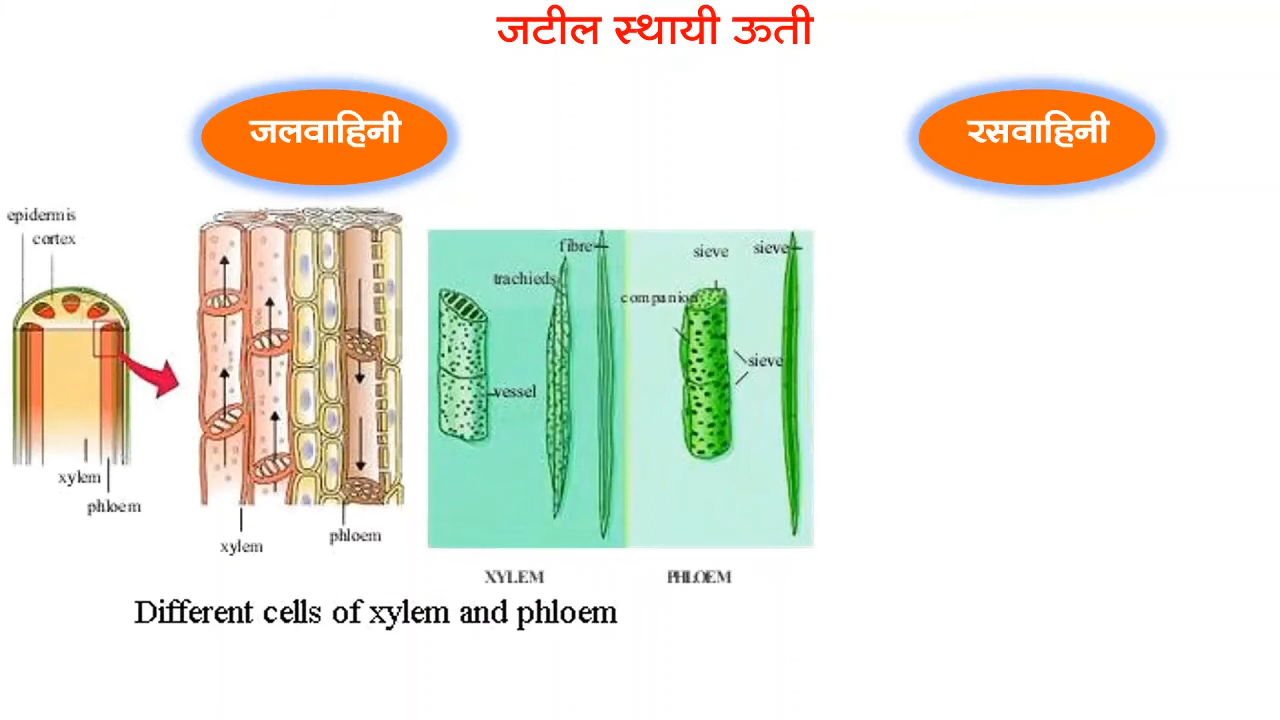 जटील स्थायी ऊती
जलवाहिनी
रसवाहिनी
epidermis
cortex
xylem
phloem
xylem
phloem
fibre
trachieds
vessel
sieve
sieve
companion
sieve
XYLEM
PHLOEM
Different cells of xylem and phloem